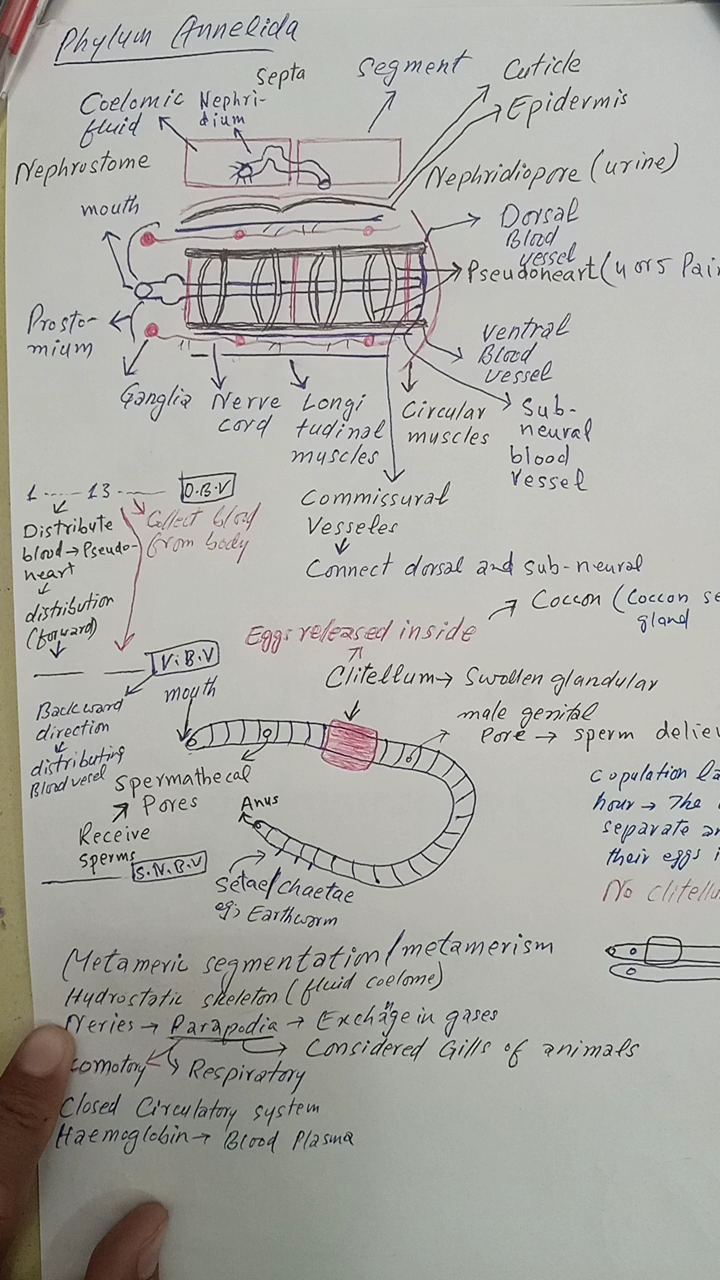 Phylum Annelida
Septa
Segment
Cuticle
Coelomic
fluid
Nephri-
dium
Epidermis
Nephrostome
Nephridiopore (urine)
mouth
Dorsal
Blood
vessel
Pseudoheart (4 or 5 Pai
Prosto-
mium
Ventral
Blood
vessel
Ganglia
Nerve
cord
Longi
tudinal
muscles
Circular
muscles
Sub-
neural
blood
vessel
Commissural
Vesseles
Connect dorsal and sub-neural
1 ---- 13 ----
D.B.V
Distribute
blood → Pseudo-
heart
distribution
(forward)
Collect blood
from body
V.B.V
Backward
direction
distributing
Blood vesel
Eggs released inside
Coccon (Coccon se
gland
Clitellum → Swollen glandular
mouth
male genital
Pore → sperm deliev
Spermathecal
Pores
Receive
sperms
Anus
S.N.B.V
Setae/chaetae
eg; Earthworm
Copulation la
hour → The
separate an
their eggs i
No clitellu
Metameric segmentation/metamerism
Hydrostatic skeleton (fluid coelome)
Neries → Parapodia → Exchange in gases
Considered Gills of animals
comotory
Respiratory
Closed Circulatory system
Haemoglobin → Blood Plasma